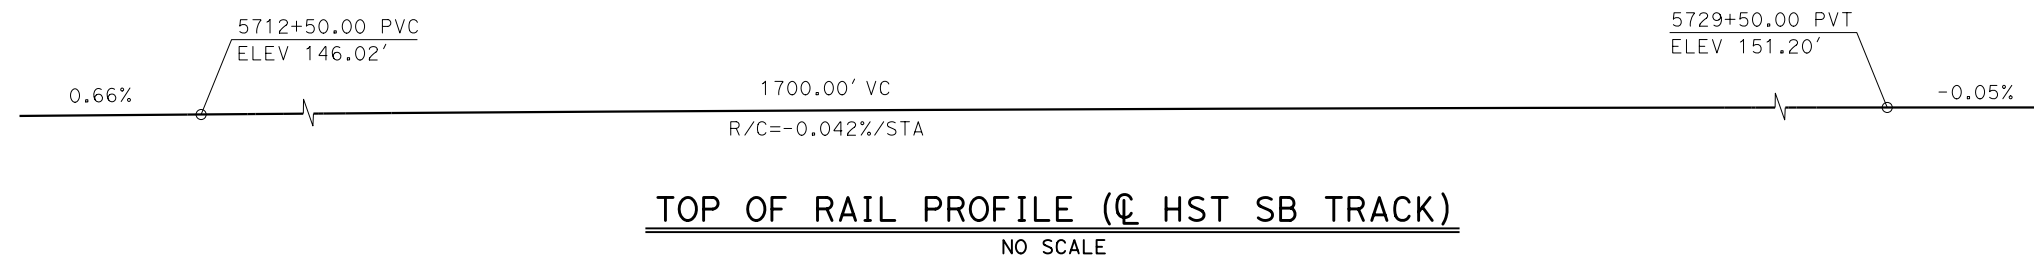 5712+50.00 PVC
ELEV 146.02'
5729+50.00 PVT
ELEV 151.20'
0.66%
1700.00' VC
-0.05%
R/C=-0.042%/STA
TOP OF RAIL PROFILE (℄ HST SB TRACK)
NO SCALE